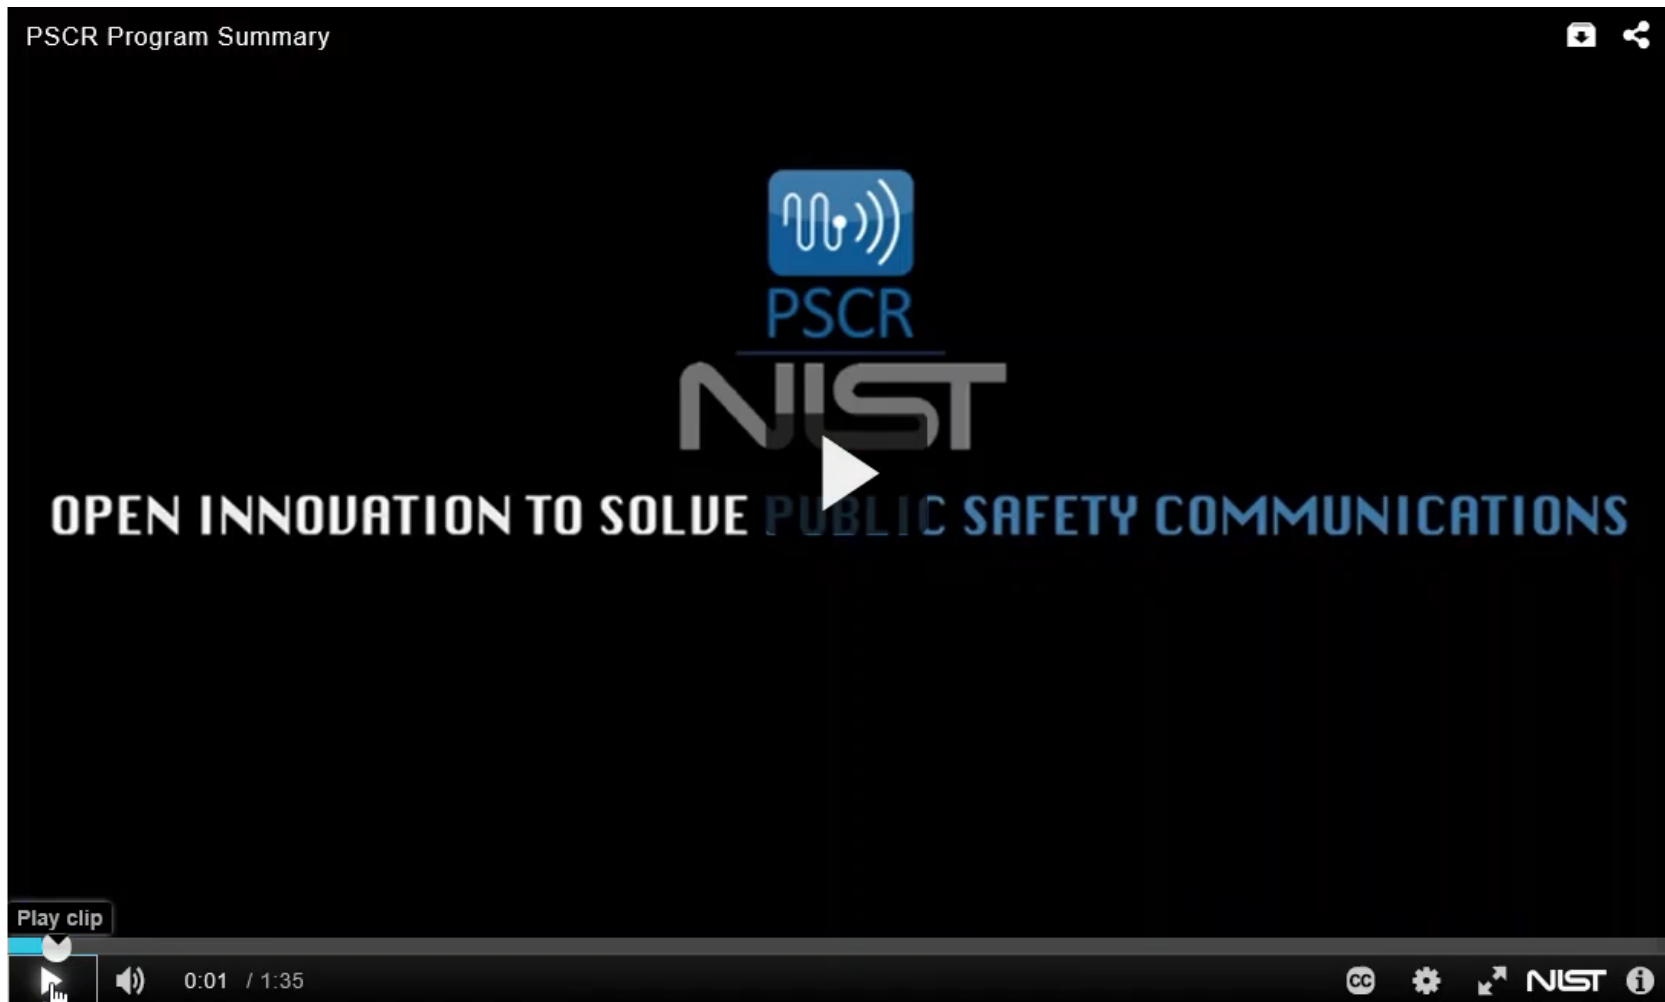 PSCR Program Summary
PSCR
NIST
OPEN INNOVATION TO SOLVE PUBLIC SAFETY COMMUNICATIONS
Play clip
0:01 / 1:35
CC
NIST
i